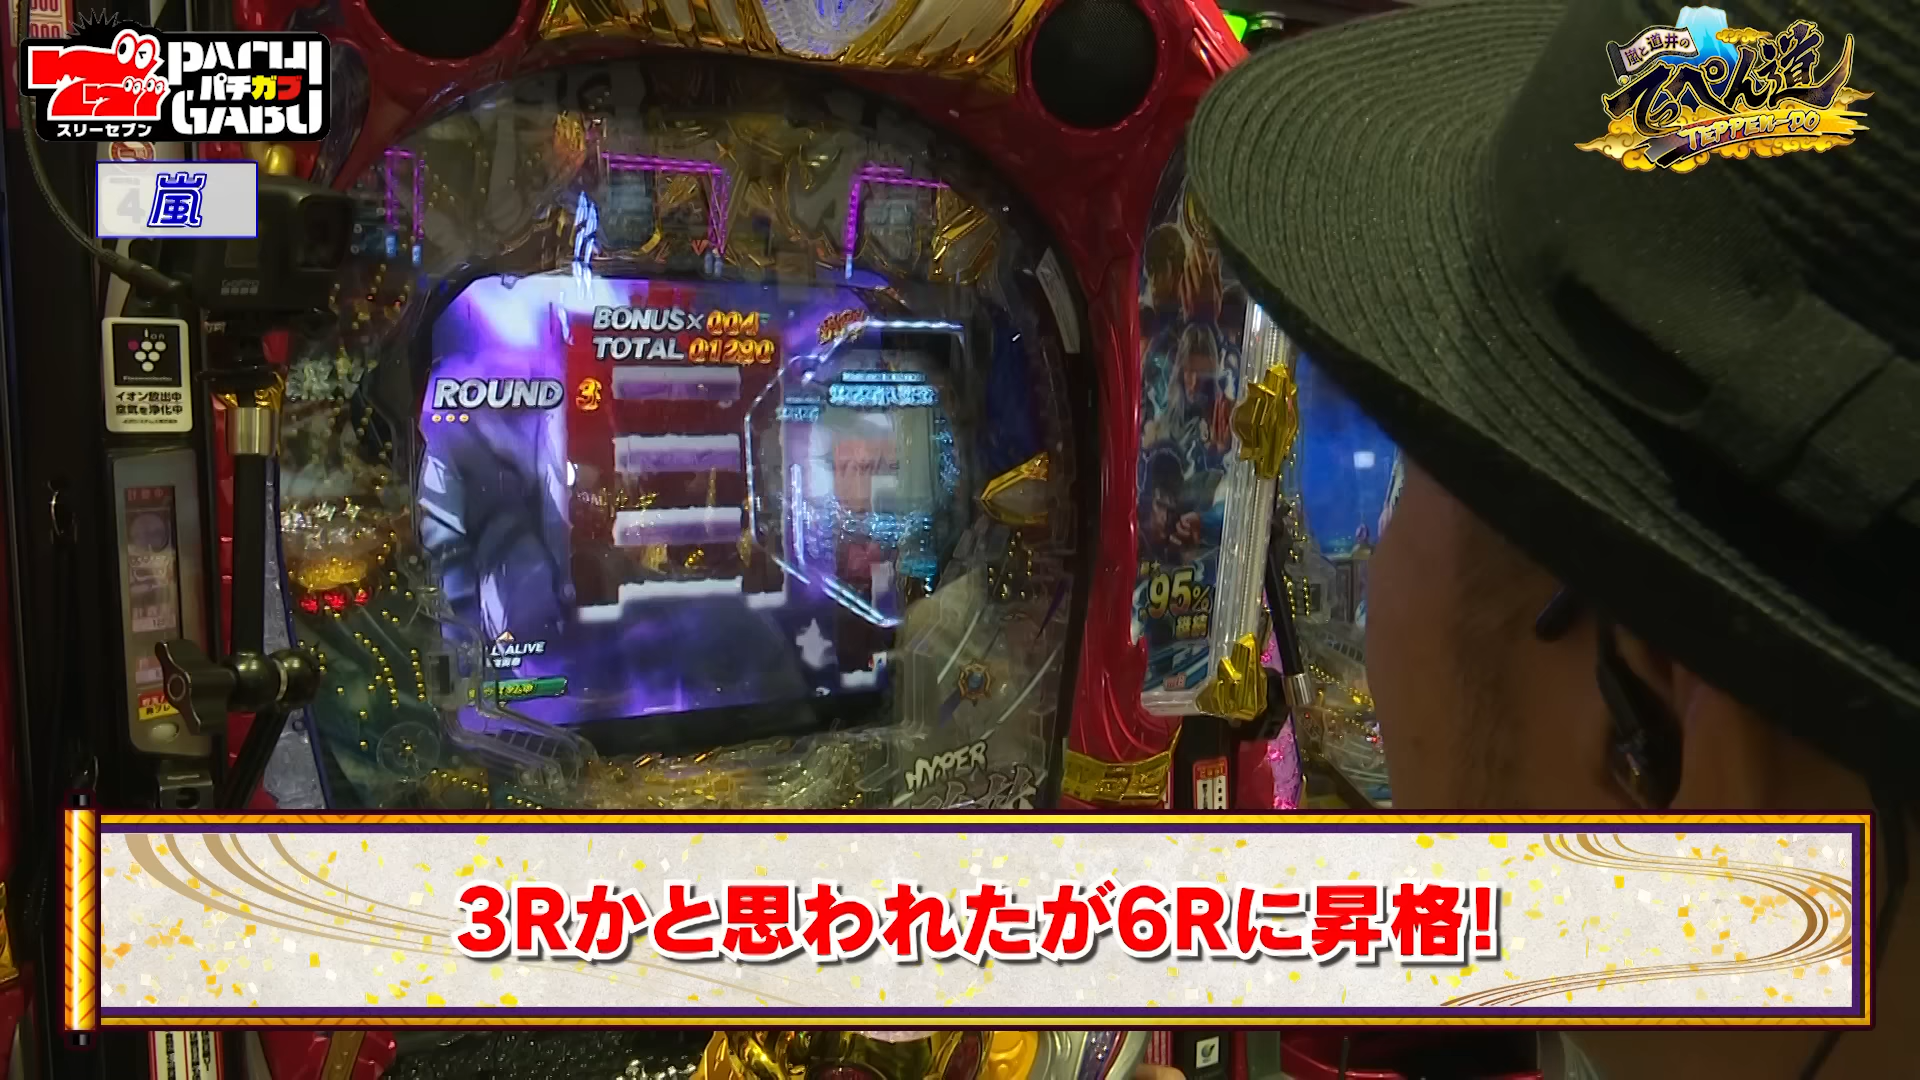 スリーセブン
PACHI
パチガブ
GABU
嵐と道井の
てっぺん道
TEPPEN-DO
嵐
BONUS×004
TOTAL 01290
ROUND 3
イオン放出中
空気を浄化中
95%
継続
HYPER
3Rかと思われたが6Rに昇格!